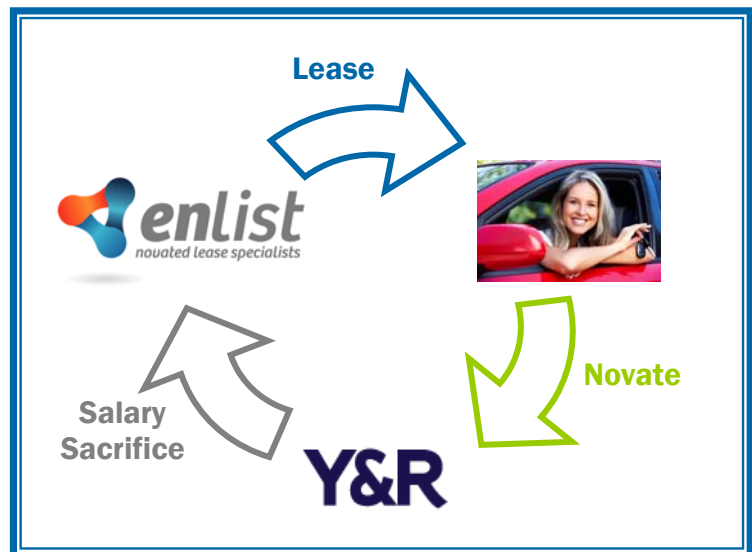 Lease
enlist
novated lease specialists
Novate
Salary
Sacrifice
Y&R